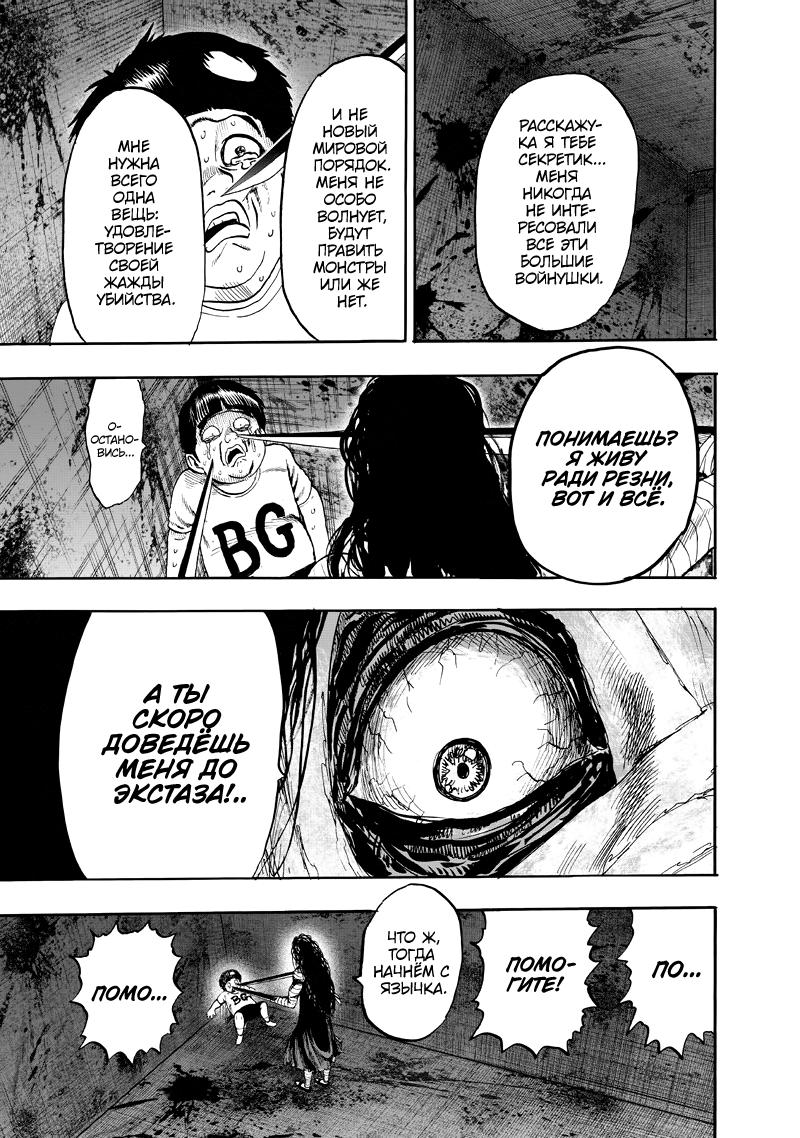 РАССКАЖУ-
КА Я ТЕБЕ
СЕКРЕТИК...
МЕНЯ
НИКОГДА
НЕ ИНТЕ-
РЕСОВАЛИ
ВСЕ ЭТИ
БОЛЬШИЕ
ВОЙНУШКИ.
И НЕ
НОВЫЙ
МИРОВОЙ
ПОРЯДОК.
МЕНЯ НЕ
ОСОБО
ВОЛНУЕТ,
БУДУТ
ПРАВИТЬ
МОНСТРЫ
ИЛИ ЖЕ
НЕТ.
МНЕ
НУЖНА
ВСЕГО
ОДНА
ВЕЩЬ:
УДОВЛЕ-
ТВОРЕНИЕ
СВОЕЙ
ЖАЖДЫ
УБИЙСТВА.
ПОНИМАЕШЬ?
Я ЖИВУ
РАДИ РЕЗНИ,
ВОТ И ВСЁ.
BG
О-
ОСТАНО-
ВИСЬ...
А ТЫ
СКОРО
ДОВЕДЁШЬ
МЕНЯ ДО
ЭКСТАЗА!..
ПО...
ПОМО-
ГИТЕ!
ЧТО Ж,
ТОГДА
НАЧНЁМ С
ЯЗЫЧКА.
BG
ПОМО...